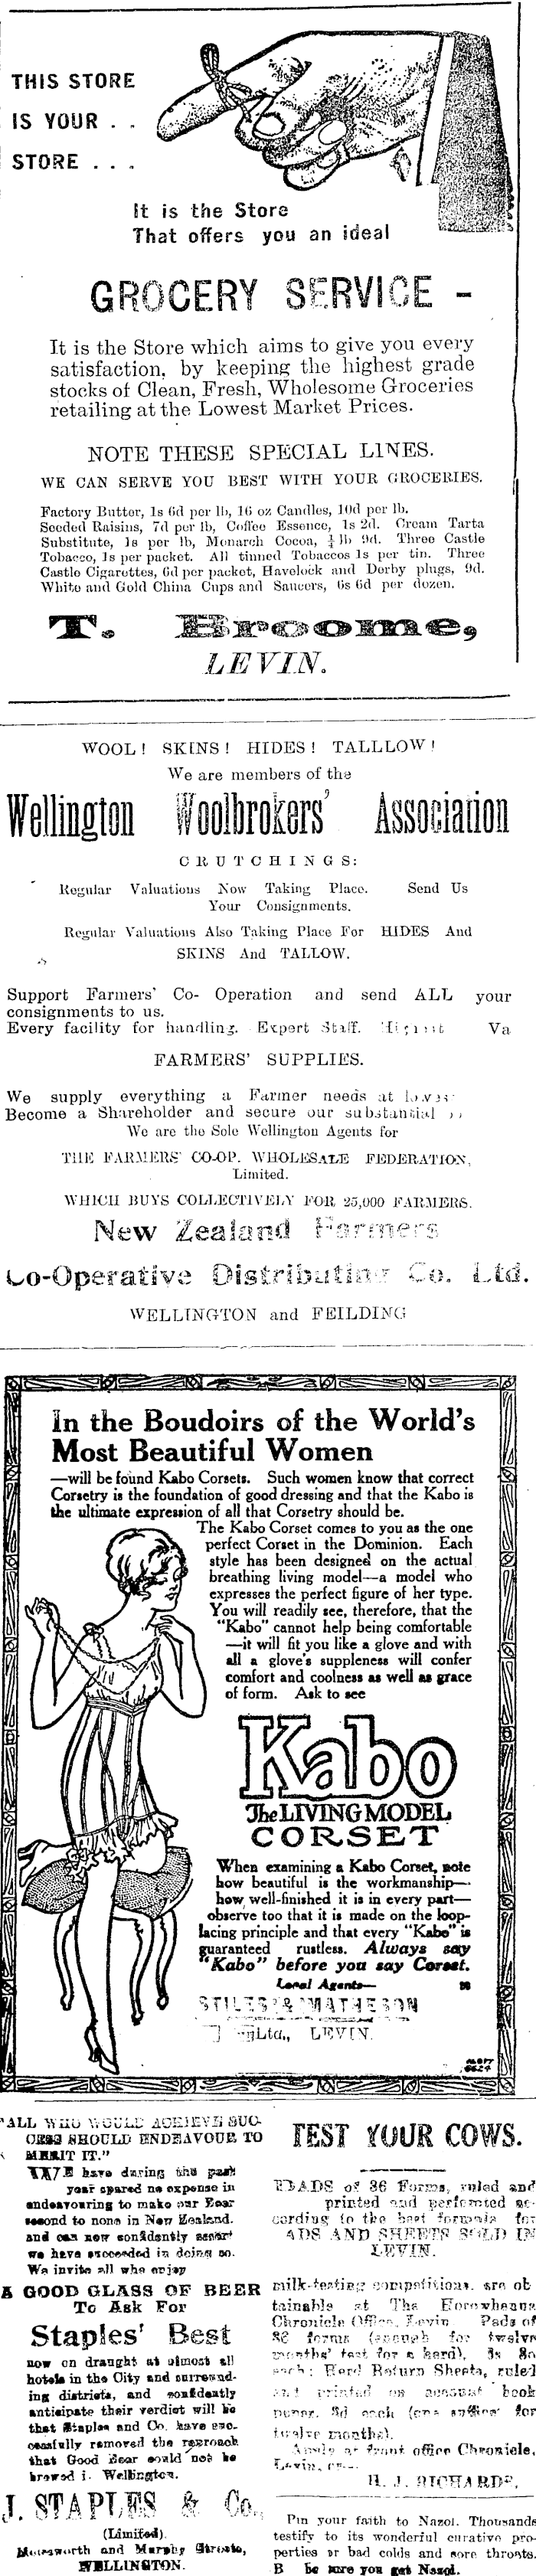 THIS STORE
IS YOUR . .
STORE . . .
It is the Store
That offers you an ideal
GROCERY SERVICE -
It is the Store which aims to give you every
satisfaction, by keeping the highest grade
stocks of Clean, Fresh, Wholesome Groceries
retailing at the Lowest Market Prices.
NOTE THESE SPECIAL LINES.
WE CAN SERVE YOU BEST WITH YOUR GROCERIES.
Factory Butter, 1s 6d per lb, 16 oz Candles, 10d per lb.
Seeded Raisins, 7d per lb, Coffee Essence, 1s 2d. Cream Tarta
Substitute, 1s per lb, Monarch Cocoa, ¼ lb 9d. Three Castle
Tobacco, 1s per packet. All tinned Tobaccos 1s per tin. Three
Castle Cigarettes, 6d per packet, Havelock and Derby plugs, 9d.
White and Gold China Cups and Saucers, 6s 6d per dozen.
T. Broome,
LEVIN.
WOOL! SKINS! HIDES! TALLLOW!
We are members of the
Wellington Woolbrokers' Association
CRUTCHINGS:
Regular Valuations Now Taking Place. Send Us
Your Consignments.
Regular Valuations Also Taking Place For HIDES And
SKINS And TALLOW.
Support Farmers' Co- Operation and send ALL your
consignments to us.
Every facility for handling. Expert Staff. Va
FARMERS' SUPPLIES.
We supply everything a Farmer needs at
Become a Shareholder and secure our substantial
We are the Sole Wellington Agents for
THE FARMERS' CO-OP. WHOLESALE FEDERATION,
Limited.
WHICH BUYS COLLECTIVELY FOR 25,000 FARMERS.
New Zealand Farmers
Co-Operative Distributing Co. Ltd.
WELLINGTON and FEILDING
In the Boudoirs of the World's
Most Beautiful Women
—will be found Kabo Corsets. Such women know that correct
Corsetry is the foundation of good dressing and that the Kabo is
the ultimate expression of all that Corsetry should be.
The Kabo Corset comes to you as the one
perfect Corset in the Dominion. Each
style has been designed on the actual
breathing living model—a model who
expresses the perfect figure of her type.
You will readily see, therefore, that the
"Kabo" cannot help being comfortable
—it will fit you like a glove and with
all a glove's suppleness will confer
comfort and coolness as well as grace
of form. Ask to see
Kabo
The LIVING MODEL
CORSET
When examining a Kabo Corset, note
how beautiful is the workmanship—
how well-finished it is in every part—
observe too that it is made on the loop-
lacing principle and that every "Kabo" is
guaranteed rustless. Always say
"Kabo" before you say Corset.
Local Agents—
STILES & MATHESON
Ltd., LEVIN.
"ALL WHO WOULD ACHIEVE SUC-
CESS SHOULD ENDEAVOUR TO
MERIT IT."
WE have during the past
year spared no expense in
endeavouring to make our Beer
second to none in New Zealand.
and can now confidently assert
we have succeeded in doing so.
We invite all who enjoy
A GOOD GLASS OF BEER
To Ask For
Staples' Best
now on draught at almost all
hotels in the City and surround-
ing districts, and confidently
anticipate their verdict will be
that Staples and Co. have suc-
cessfully removed the reproach
that Good Beer could not be
brewed i. Wellington.
J. STAPLES & Co.,
(Limited)
Molesworth and Murphy Streets,
WELLINGTON.
TEST YOUR COWS.
PADS of 36 Forms, ruled and
printed and perforated ac-
cording to the best formula for
milk-testing competitions. are ob
ADS AND SHEETS SOLD IN
LEVIN.
tainable at The Horowhenua
Chronicle Office, Levin Pads of
36 forms (enough for twelve
months' test for a herd), 3s
each; Herd Return Sheets, ruled
and printed on account book
paper. 3d each (one suffices for
twelve months).
Apply at front office Chronicle,
Levin, or—
H. J. RICHARDS,
Pin your faith to Nazol. Thousands
testify to its wonderful curative pro-
perties or bad colds and sore throats.
B be sure you get Nazol.